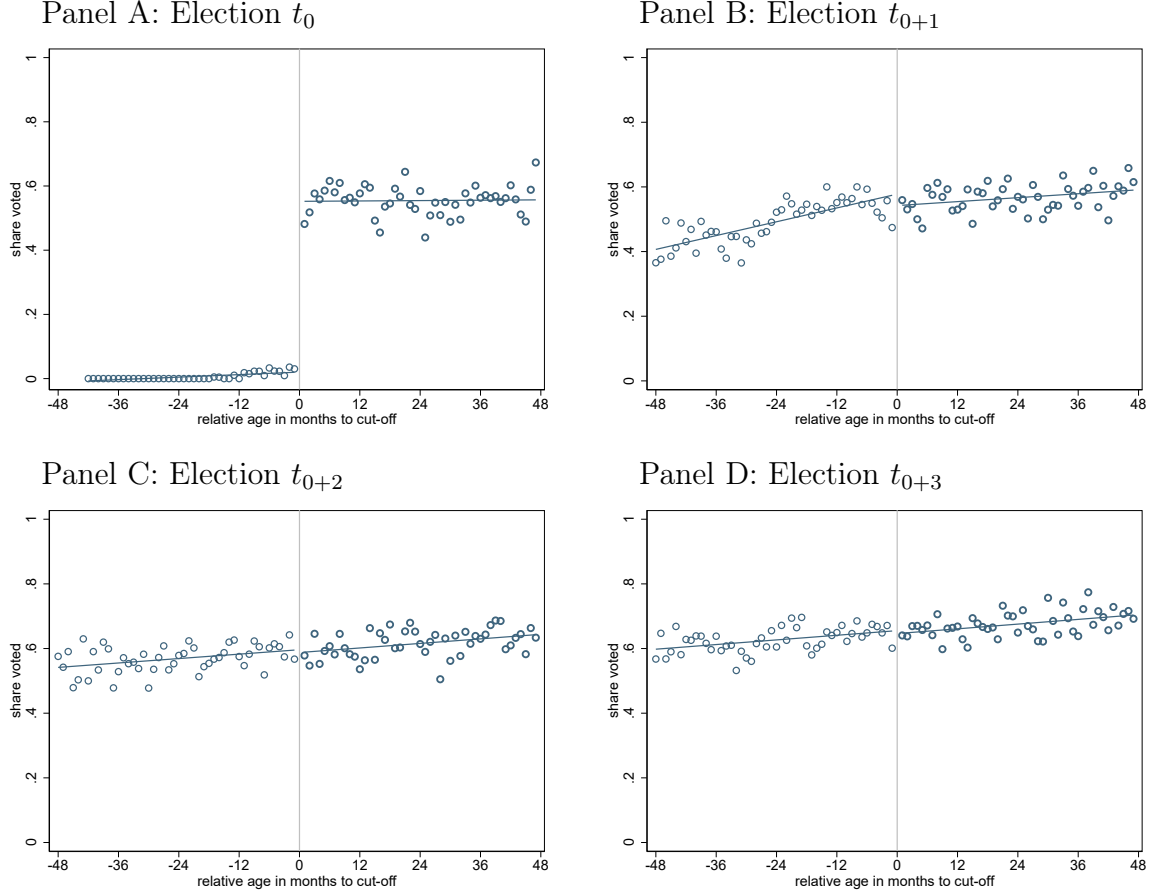 Panel A: Election t0
Panel B: Election t0+1
share voted
0 .2 .4 .6 .8 1
-48 -36 -24 -12 0 12 24 36 48
relative age in months to cut-off
share voted
0 .2 .4 .6 .8 1
-48 -36 -24 -12 0 12 24 36 48
relative age in months to cut-off
Panel C: Election t0+2
Panel D: Election t0+3
share voted
0 .2 .4 .6 .8 1
-48 -36 -24 -12 0 12 24 36 48
relative age in months to cut-off
share voted
0 .2 .4 .6 .8 1
-48 -36 -24 -12 0 12 24 36 48
relative age in months to cut-off